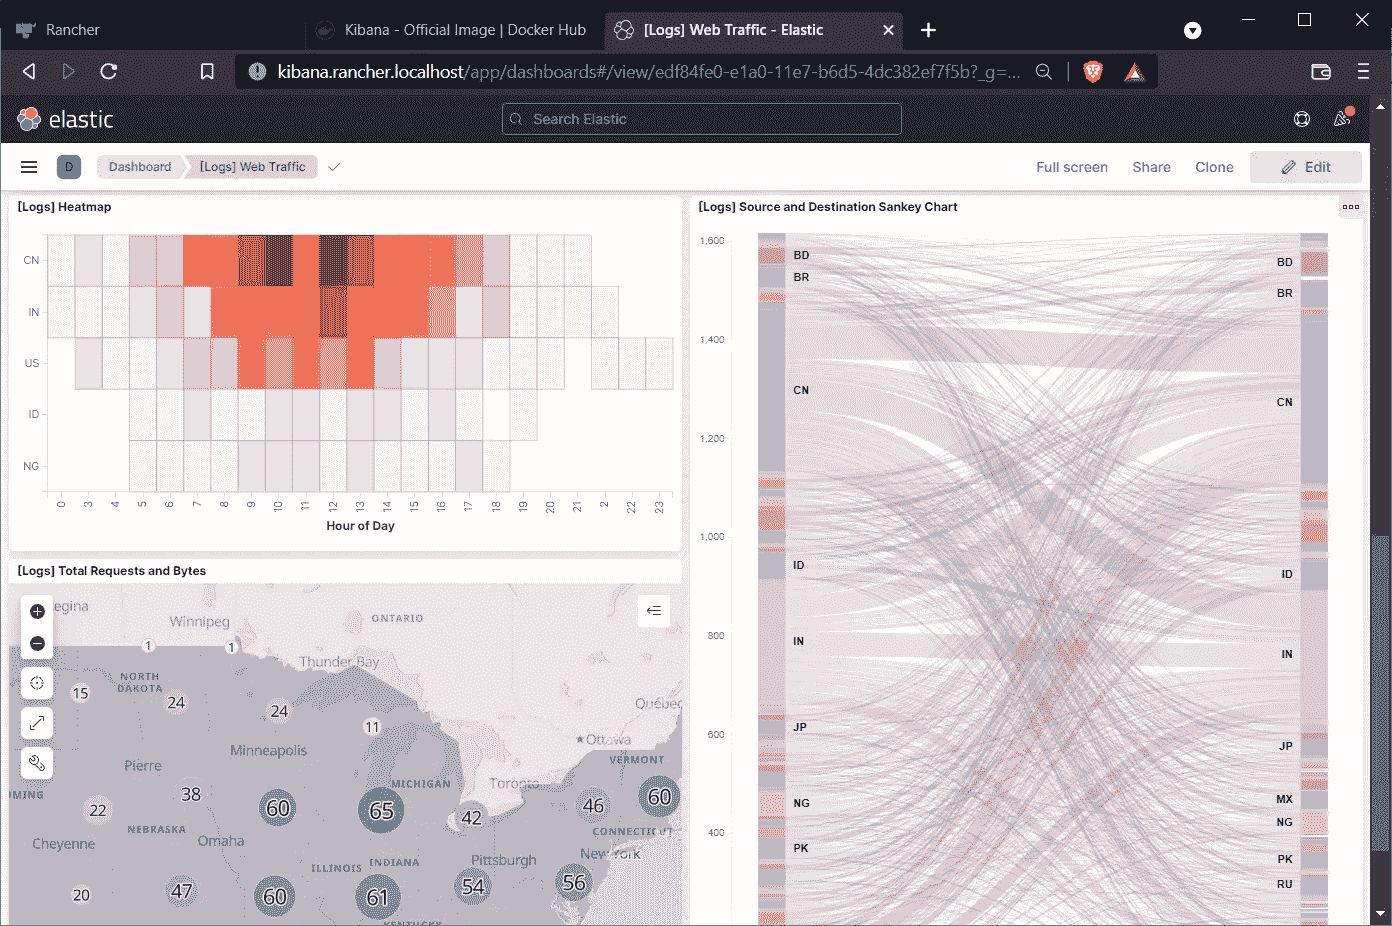 Rancher
Kibana - Official Image | Docker Hub
[Logs] Web Traffic - Elastic
kibana.rancher.localhost/app/dashboards#/view/edf84fe0-e1a0-11e7-b6d5-4dc382ef7f5b?_g=...
elastic
Search Elastic
D
Dashboard
[Logs] Web Traffic
Full screen
Share
Clone
Edit
[Logs] Heatmap
CN
IN
US
ID
NG
0 3 4 5 6 7 8 9 10 11 12 13 14 15 16 17 18 19 20 21 2 22 23
Hour of Day
[Logs] Source and Destination Sankey Chart
1,600
1,400
1,200
1,000
800
600
400
BD
BR
CN
ID
IN
JP
NG
PK
BD
BR
CN
ID
IN
JP
MX
NG
PK
RU
[Logs] Total Requests and Bytes
egina
Winnipeg
ONTARIO
1
1
Thunder Bay
NORTH
DAKOTA
15
24
24
11
Québec
Ottawa
Minneapolis
VERMONT
Pierre
MICHIGAN
Toronto
OMING
22
38
60
65
42
46
60
NEBRASKA
CONNECTICUT
Cheyenne
Omaha
ILLINOIS
INDIANA
Pittsburgh
New York
20
47
60
61
54
56
KENTUCKY